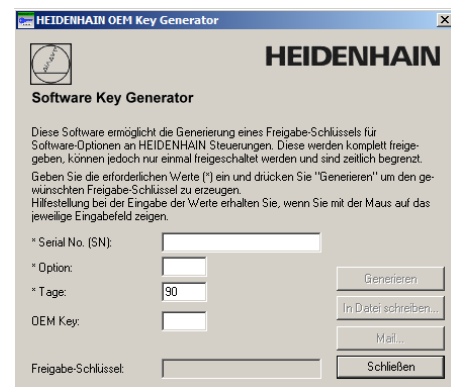 HEIDENHAIN OEM Key Generator
HEIDENHAIN
Software Key Generator
Diese Software ermöglicht die Generierung eines Freigabe-Schlüssels für
Software-Optionen an HEIDENHAIN Steuerungen. Diese werden komplett freige-
geben, können jedoch nur einmal freigeschaltet werden und sind zeitlich begrenzt.
Geben Sie die erforderlichen Werte (*) ein und drücken Sie "Generieren" um den ge-
wünschten Freigabe-Schlüssel zu erzeugen.
Hilfestellung bei der Eingabe der Werte erhalten Sie, wenn Sie mit der Maus auf das
jeweilige Eingabefeld zeigen.
* Serial No. (SN):
* Option:
* Tage:
90
OEM Key:
Freigabe-Schlüssel:
Generieren
In Datei schreiben...
Mail...
Schließen